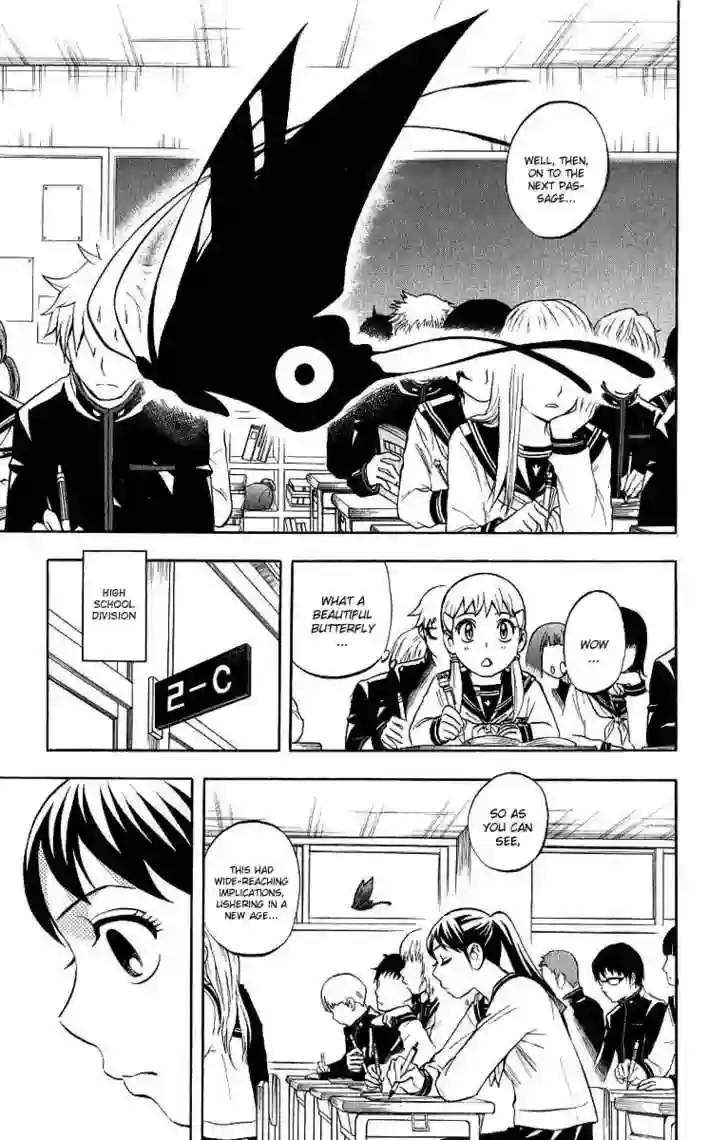 WELL, THEN,
ON TO THE
NEXT PAS-
SAGE...
WOW
...
WHAT A
BEAUTIFUL
BUTTERFLY
...
HIGH
SCHOOL
DIVISION
2-C
SO AS
YOU CAN
SEE,
THIS HAD
WIDE-REACHING
IMPLICATIONS,
USHERING IN A
NEW AGE...